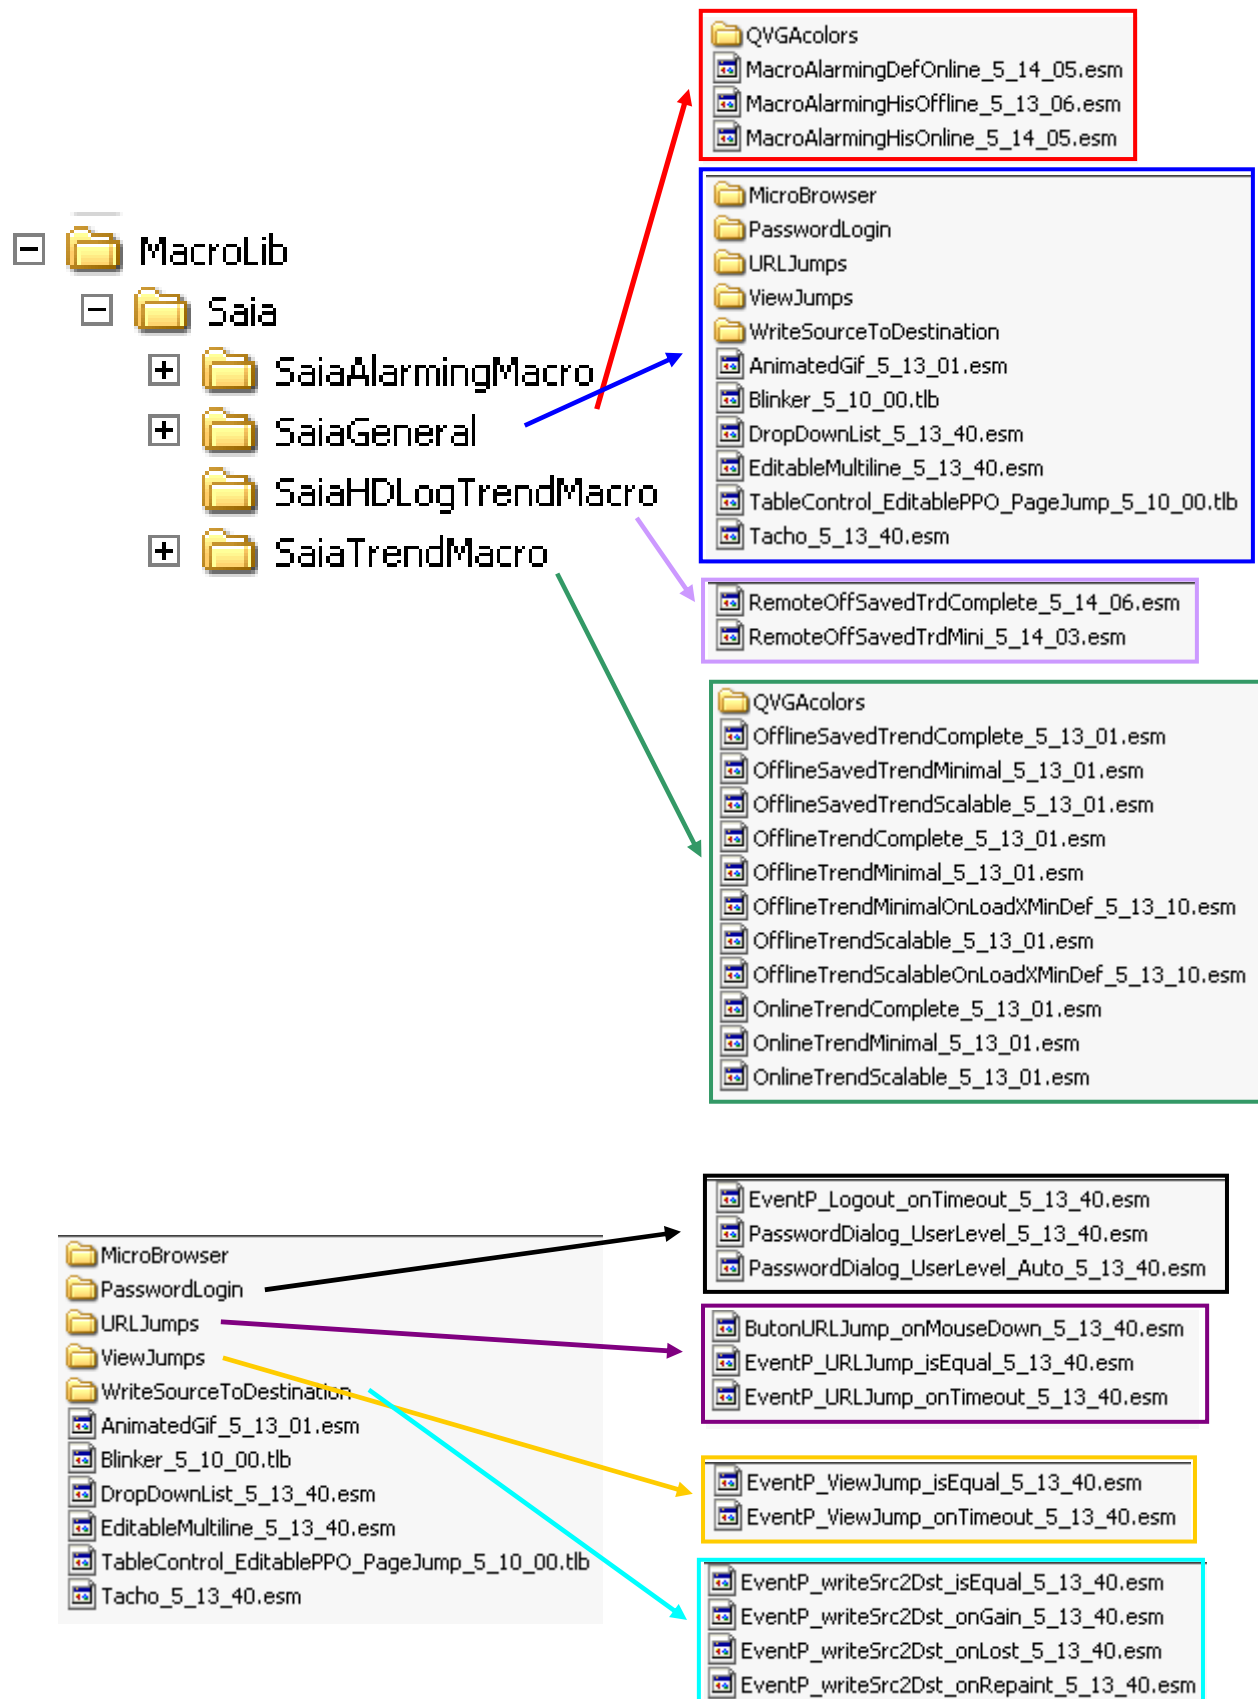 MacroLib
Saia
SaiaAlarmingMacro
SaiaGeneral
SaiaHDLogTrendMacro
SaiaTrendMacro
QVGAcolors
MacroAlarmingDefOnline_5_14_05.esm
MacroAlarmingHisOffline_5_13_06.esm
MacroAlarmingHisOnline_5_14_05.esm
MicroBrowser
PasswordLogin
URLJumps
ViewJumps
WriteSourceToDestination
AnimatedGif_5_13_01.esm
Blinker_5_10_00.tlb
DropDownList_5_13_40.esm
EditableMultiline_5_13_40.esm
TableControl_EditablePPO_PageJump_5_10_00.tlb
Tacho_5_13_40.esm
RemoteOffSavedTrdComplete_5_14_06.esm
RemoteOffSavedTrdMini_5_14_03.esm
QVGAcolors
OfflineSavedTrendComplete_5_13_01.esm
OfflineSavedTrendMinimal_5_13_01.esm
OfflineSavedTrendScalable_5_13_01.esm
OfflineTrendComplete_5_13_01.esm
OfflineTrendMinimal_5_13_01.esm
OfflineTrendMinimalOnLoadXMinDef_5_13_10.esm
OfflineTrendScalable_5_13_01.esm
OfflineTrendScalableOnLoadXMinDef_5_13_10.esm
OnlineTrendComplete_5_13_01.esm
OnlineTrendMinimal_5_13_01.esm
OnlineTrendScalable_5_13_01.esm
MicroBrowser
PasswordLogin
URLJumps
ViewJumps
WriteSourceToDestination
AnimatedGif_5_13_01.esm
Blinker_5_10_00.tlb
DropDownList_5_13_40.esm
EditableMultiline_5_13_40.esm
TableControl_EditablePPO_PageJump_5_10_00.tlb
Tacho_5_13_40.esm
EventP_Logout_onTimeout_5_13_40.esm
PasswordDialog_UserLevel_5_13_40.esm
PasswordDialog_UserLevel_Auto_5_13_40.esm
ButonURLJump_onMouseDown_5_13_40.esm
EventP_URLJump_isEqual_5_13_40.esm
EventP_URLJump_onTimeout_5_13_40.esm
EventP_ViewJump_isEqual_5_13_40.esm
EventP_ViewJump_onTimeout_5_13_40.esm
EventP_writeSrc2Dst_isEqual_5_13_40.esm
EventP_writeSrc2Dst_onGain_5_13_40.esm
EventP_writeSrc2Dst_onLost_5_13_40.esm
EventP_writeSrc2Dst_onRepaint_5_13_40.esm